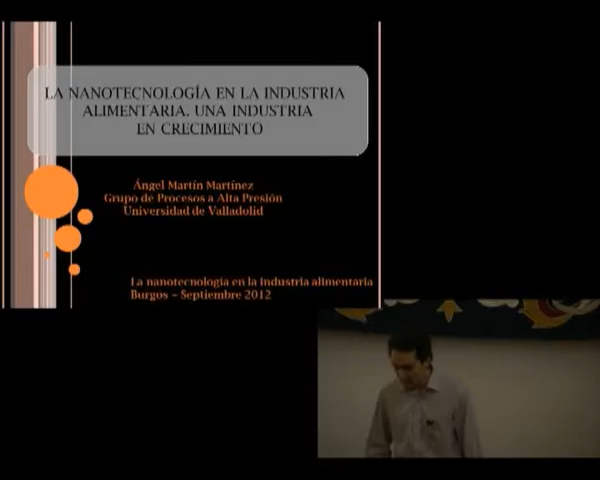 LA NANOTECNOLOGÍA EN LA INDUSTRIA
ALIMENTARIA. UNA INDUSTRIA
EN CRECIMIENTO
Ángel Martín Martínez
Grupo de Procesos a Alta Presión
Universidad de Valladolid
La nanotecnología en la industria alimentaria
Burgos – Septiembre 2012